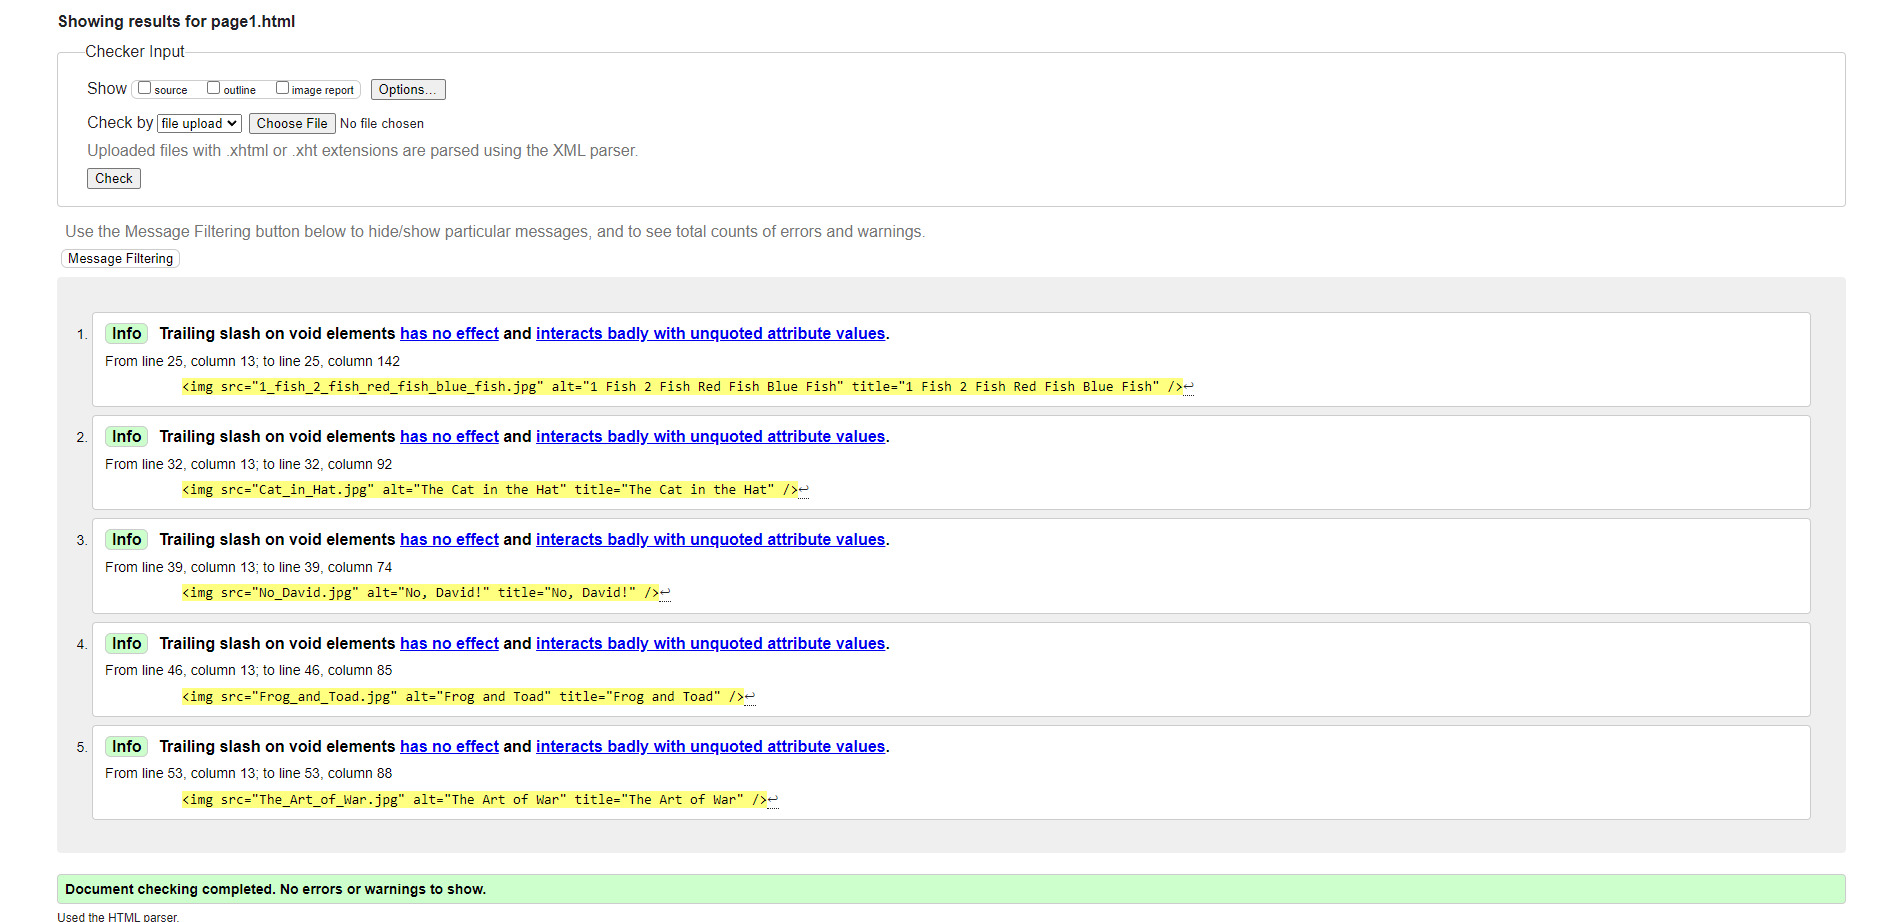 Showing results for page1.html
Checker Input
Show source outline image report Options...
Check by file upload Choose File No file chosen
Uploaded files with .xhtml or .xht extensions are parsed using the XML parser.
Check
Use the Message Filtering button below to hide/show particular messages, and to see total counts of errors and warnings.
Message Filtering
1. Info Trailing slash on void elements has no effect and interacts badly with unquoted attribute values.
From line 25, column 13; to line 25, column 142
<img src="1_fish_2_fish_red_fish_blue_fish.jpg" alt="1 Fish 2 Fish Red Fish Blue Fish" title="1 Fish 2 Fish Red Fish Blue Fish" />↩
2. Info Trailing slash on void elements has no effect and interacts badly with unquoted attribute values.
From line 32, column 13; to line 32, column 92
<img src="Cat_in_Hat.jpg" alt="The Cat in the Hat" title="The Cat in the Hat" />↩
3. Info Trailing slash on void elements has no effect and interacts badly with unquoted attribute values.
From line 39, column 13; to line 39, column 74
<img src="No_David.jpg" alt="No, David!" title="No, David!" />↩
4. Info Trailing slash on void elements has no effect and interacts badly with unquoted attribute values.
From line 46, column 13; to line 46, column 85
<img src="Frog_and_Toad.jpg" alt="Frog and Toad" title="Frog and Toad" />↩
5. Info Trailing slash on void elements has no effect and interacts badly with unquoted attribute values.
From line 53, column 13; to line 53, column 88
<img src="The_Art_of_War.jpg" alt="The Art of War" title="The Art of War" />↩
Document checking completed. No errors or warnings to show.
Used the HTML parser.